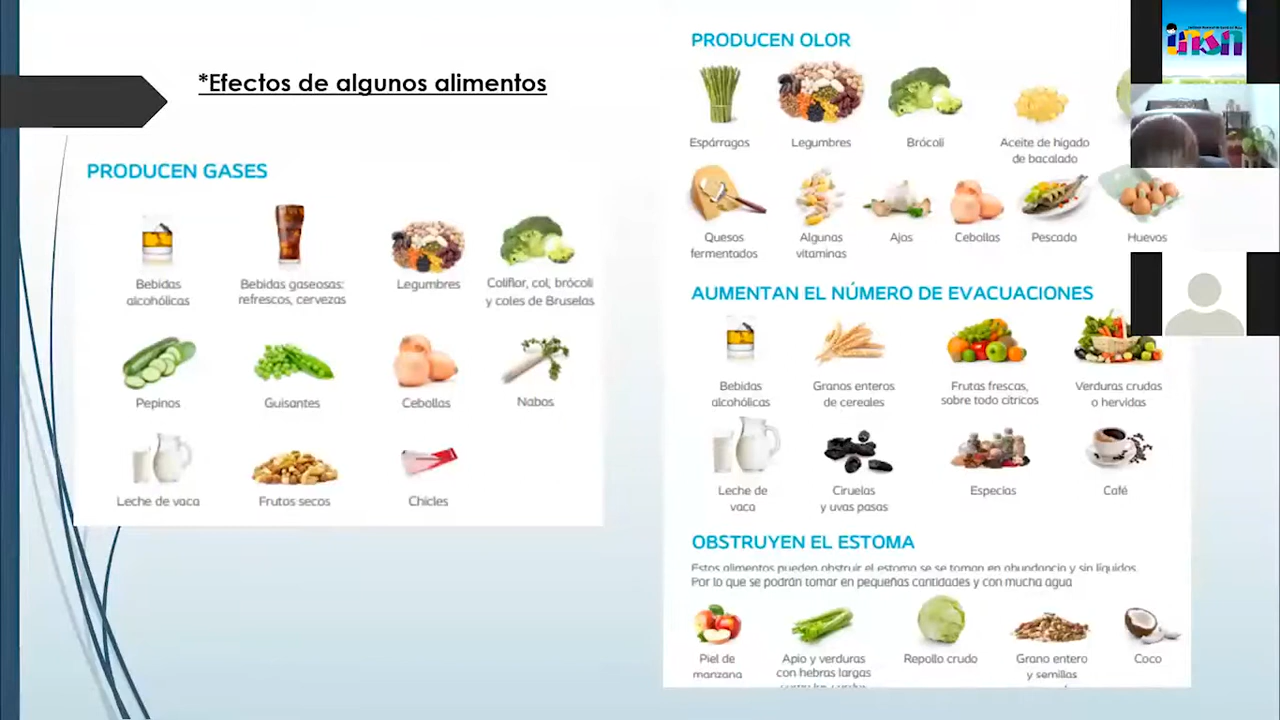 *Efectos de algunos alimentos
PRODUCEN GASES
Bebidas
alcohólicas
Bebidas gaseosas:
refrescos, cervezas
Legumbres
Coliflor, col, brócoli
y coles de Bruselas
Pepinos
Guisantes
Cebollas
Nabos
Leche de vaca
Frutos secos
Chicles
PRODUCEN OLOR
Espárragos
Legumbres
Brócoli
Aceite de hígado
de bacalado
Quesos
fermentados
Algunas
vitaminas
Ajos
Cebollas
Pescado
Huevos
AUMENTAN EL NÚMERO DE EVACUACIONES
Bebidas
alcohólicas
Granos enteros
de cereales
Frutas frescas,
sobre todo cítricos
Verduras crudas
o hervidas
Leche de
vaca
Ciruelas
y uvas pasas
Especias
Café
OBSTRUYEN EL ESTOMA
Estos alimentos pueden obstruir el estoma se se toman en abundancia y sin líquidos.
Por lo que se podrán tomar en pequeñas cantidades y con mucha agua
Piel de
manzana
Apio y verduras
con hebras largas
Repollo crudo
Grano entero
y semillas
Coco
insn